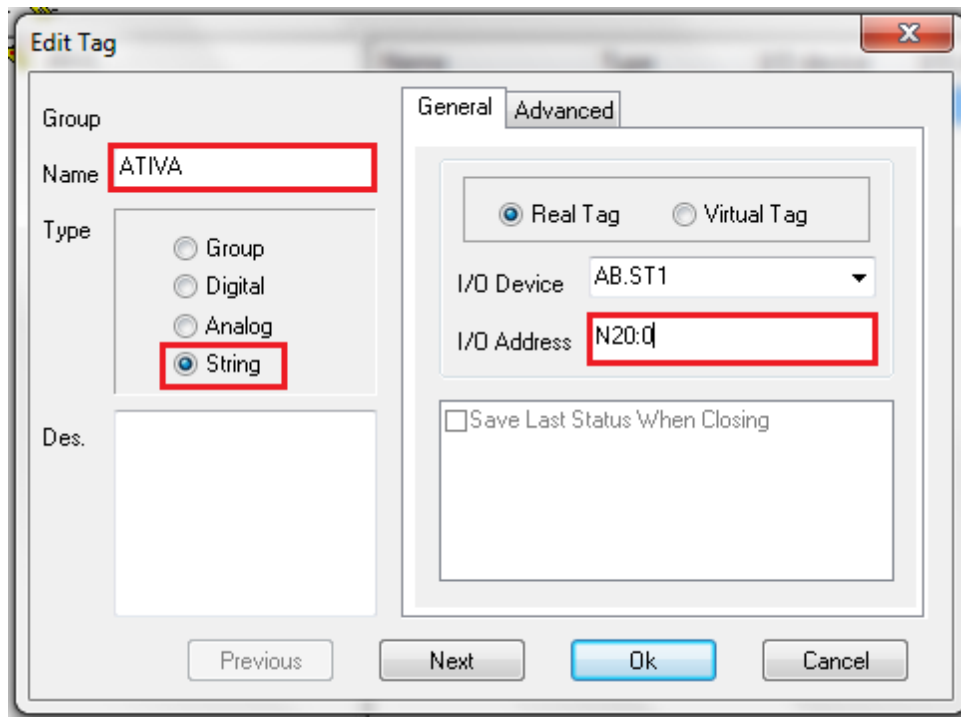 Edit Tag
Group
Name ATIVA
Type
Group
Digital
Analog
String
Des.
General Advanced
Real Tag Virtual Tag
I/O Device AB.ST1
I/O Address N20:0
Save Last Status When Closing
Previous Next Ok Cancel